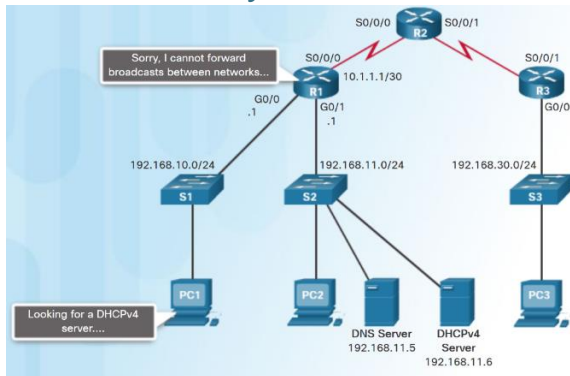 S0/0/0
S0/0/1
R2
Sorry, I cannot forward
broadcasts between networks...
S0/0/0
S0/0/1
10.1.1.1/30
R1
R3
G0/0
.1
G0/1
.1
G0/0
192.168.10.0/24
192.168.11.0/24
192.168.30.0/24
S1
S2
S3
PC1
PC2
PC3
Looking for a DHCPv4
server....
DNS Server
192.168.11.5
DHCPv4
Server
192.168.11.6